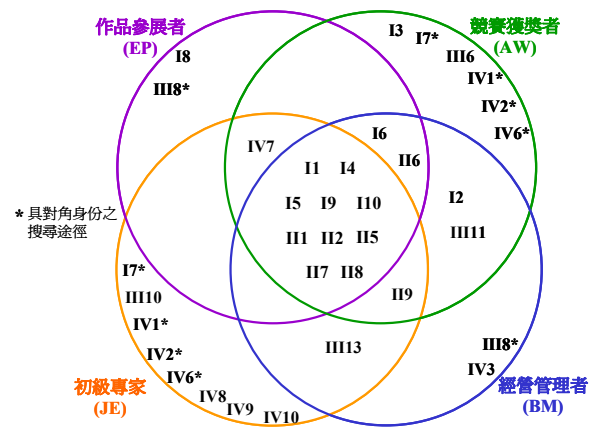 作品參展者
(EP)
競賽獲獎者
(AW)
I8
III8*
I3
I7*
III6
IV1*
IV2*
IV6*
IV7
I6
II6
I1 I4
I5 I9 I10
II1 II2 II5
II7 II8
I2
III11
II9
* 具對角身份之
搜尋途徑
I7*
III10
IV1*
IV2*
IV6*
IV8
IV9
IV10
III13
III8*
IV3
初級專家
(JE)
經營管理者
(BM)